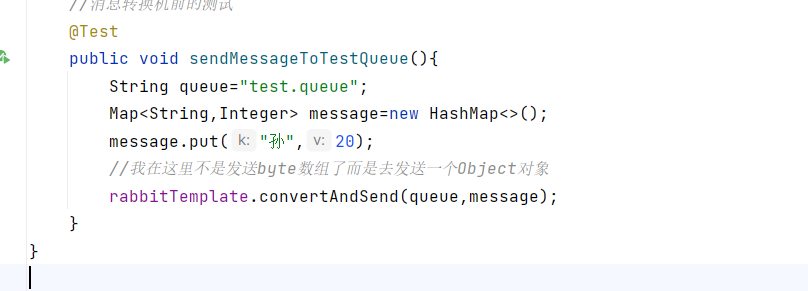 //消息转换机前的测试
@Test
public void sendMessageToTestQueue(){
String queue="test.queue";
Map<String,Integer> message=new HashMap<>();
message.put( k: "孙", v: 20);
//我在这里不是发送byte数组了而是去发送一个Object对象
rabbitTemplate.convertAndSend(queue,message);
}
}